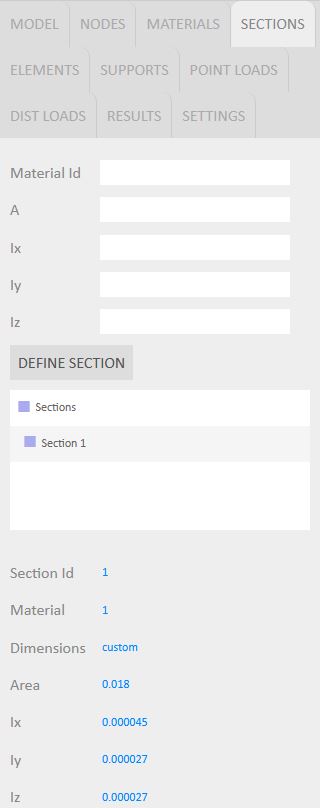 MODEL NODES MATERIALS SECTIONS
ELEMENTS SUPPORTS POINT LOADS
DIST LOADS RESULTS SETTINGS
Material Id
A
Ix
Iy
Iz
DEFINE SECTION
Sections
Section 1
Section Id 1
Material 1
Dimensions custom
Area 0.018
Ix 0.000045
Iy 0.000027
Iz 0.000027